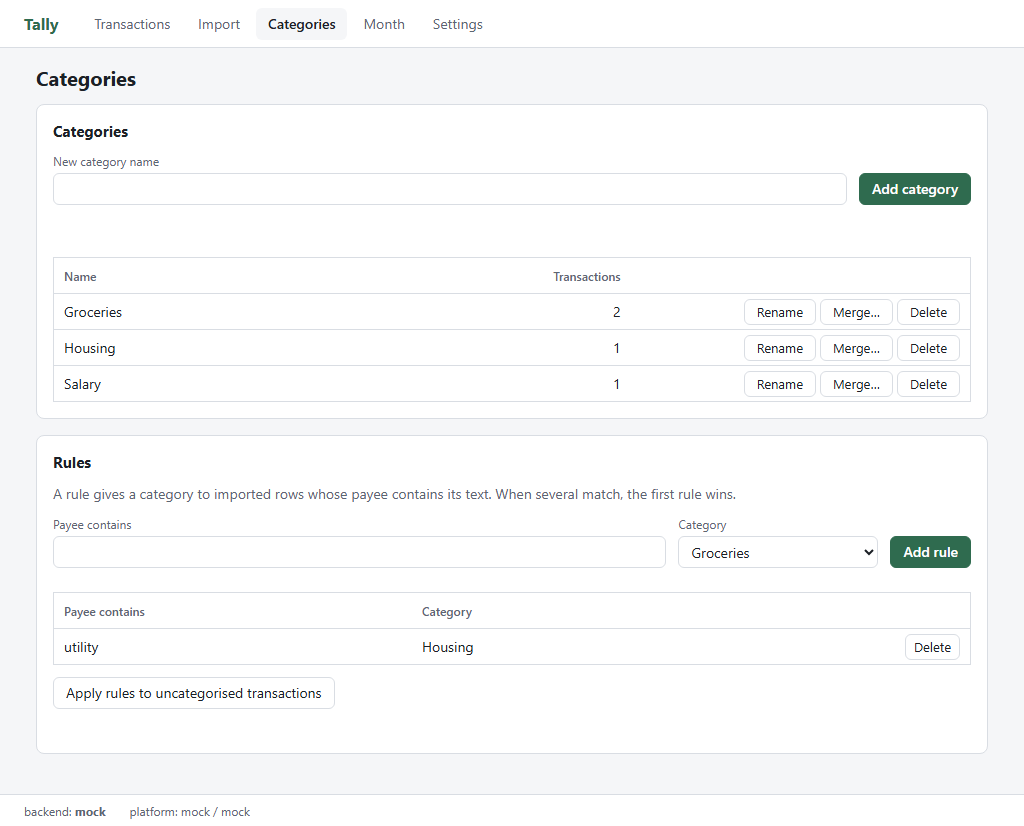 Tally Transactions Import Categories Month Settings
Categories
Categories
New category name
Add category
Name Transactions
Groceries 2 Rename Merge... Delete
Housing 1 Rename Merge... Delete
Salary 1 Rename Merge... Delete
Rules
A rule gives a category to imported rows whose payee contains its text. When several match, the first rule wins.
Payee contains Category
Groceries Add rule
Payee contains Category
utility Housing Delete
Apply rules to uncategorised transactions
backend: mock platform: mock / mock